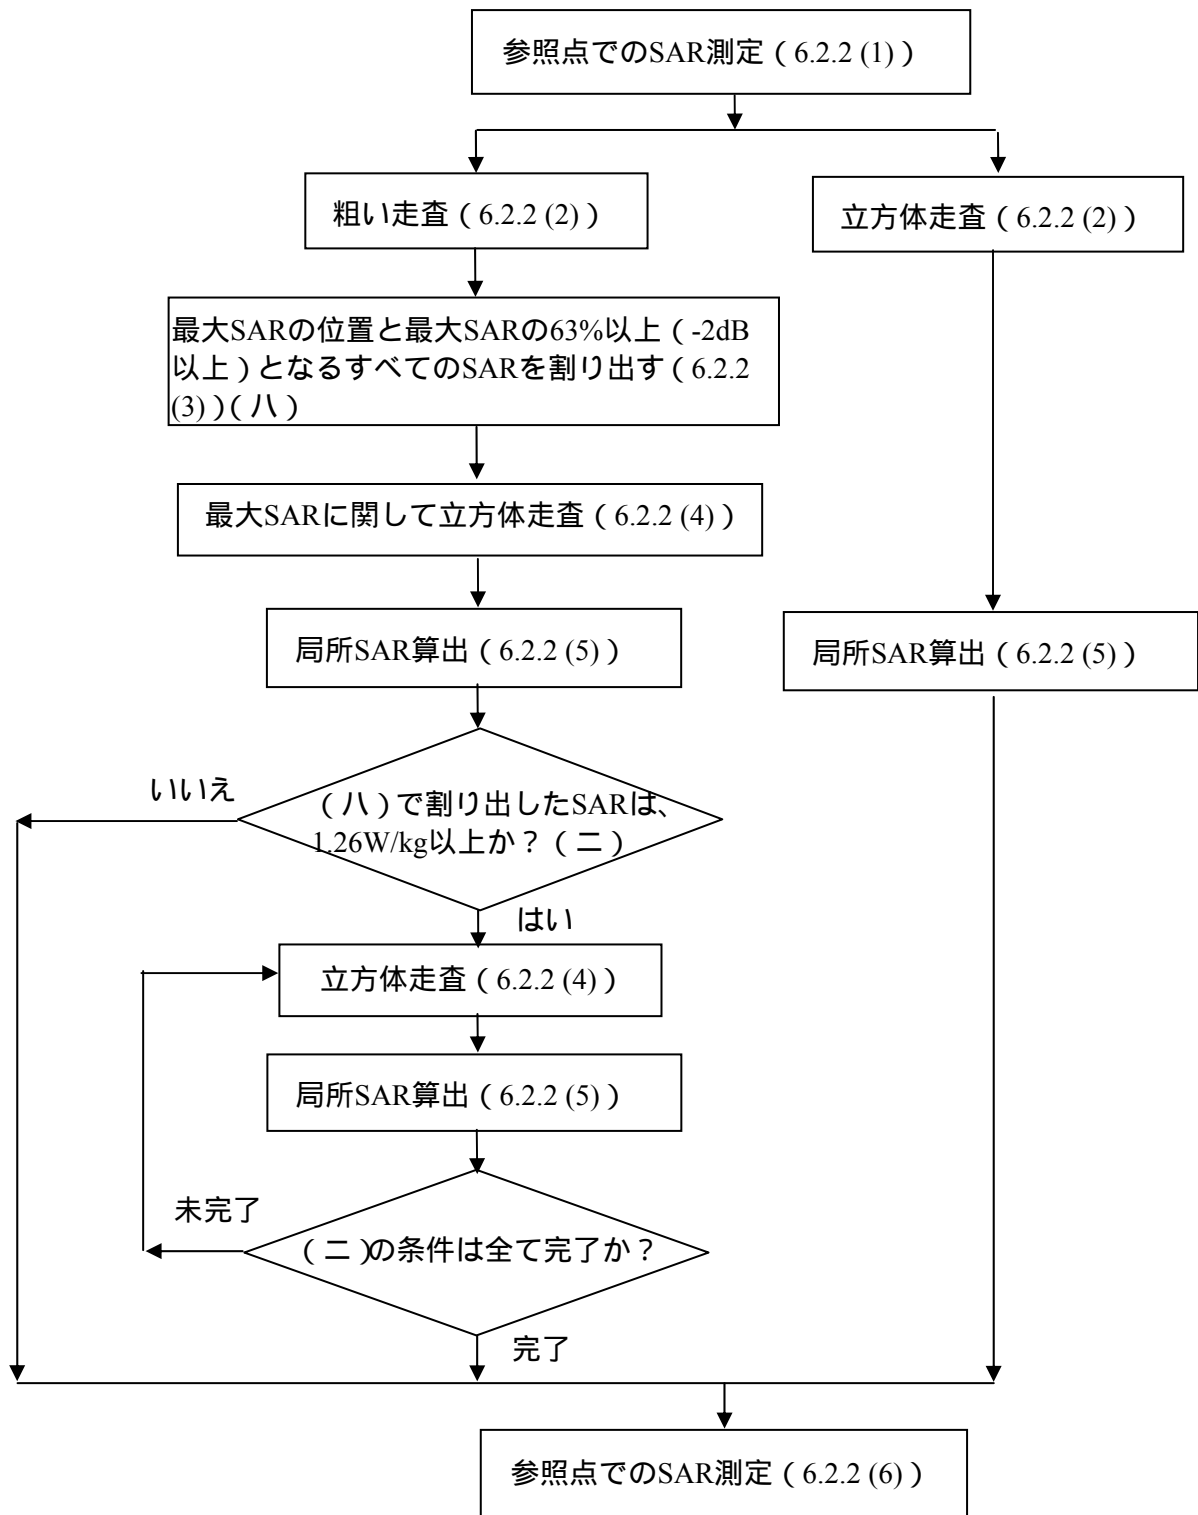 参照点でのSAR測定（6.2.2 (1)）
粗い走査（6.2.2 (2)）
立方体走査（6.2.2 (2)）
最大SARの位置と最大SARの63%以上（-2dB
以上）となるすべてのSARを割り出す（6.2.2
(3)）（ハ）
最大SARに関して立方体走査（6.2.2 (4)）
局所SAR算出（6.2.2 (5)）
局所SAR算出（6.2.2 (5)）
いいえ
（ハ）で割り出したSARは、
1.26W/kg以上か？（ニ）
はい
立方体走査（6.2.2 (4)）
局所SAR算出（6.2.2 (5)）
未完了
（ニ）の条件は全て完了か？
完了
参照点でのSAR測定（6.2.2 (6)）